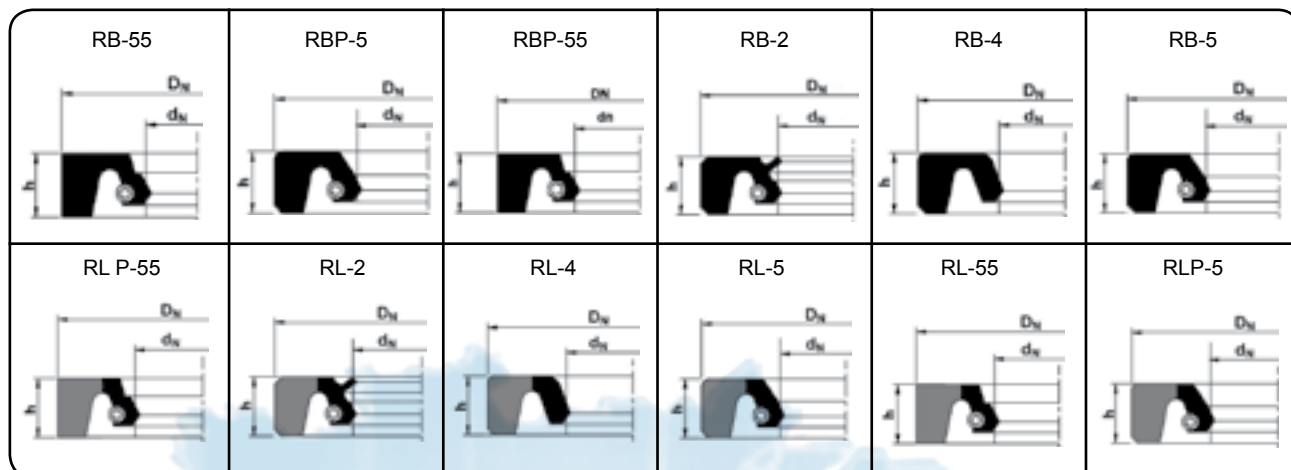 RB-55 RBP-5 RBP-55 RB-2 RB-4 RB-5
DN DN DN DN DN DN
dN dN dn dN dN dN
h h h h h h
RL P-55 RL-2 RL-4 RL-5 RL-55 RLP-5
DN DN DN DN DN DN
dN dN dN dN dN dN
h h h h h h